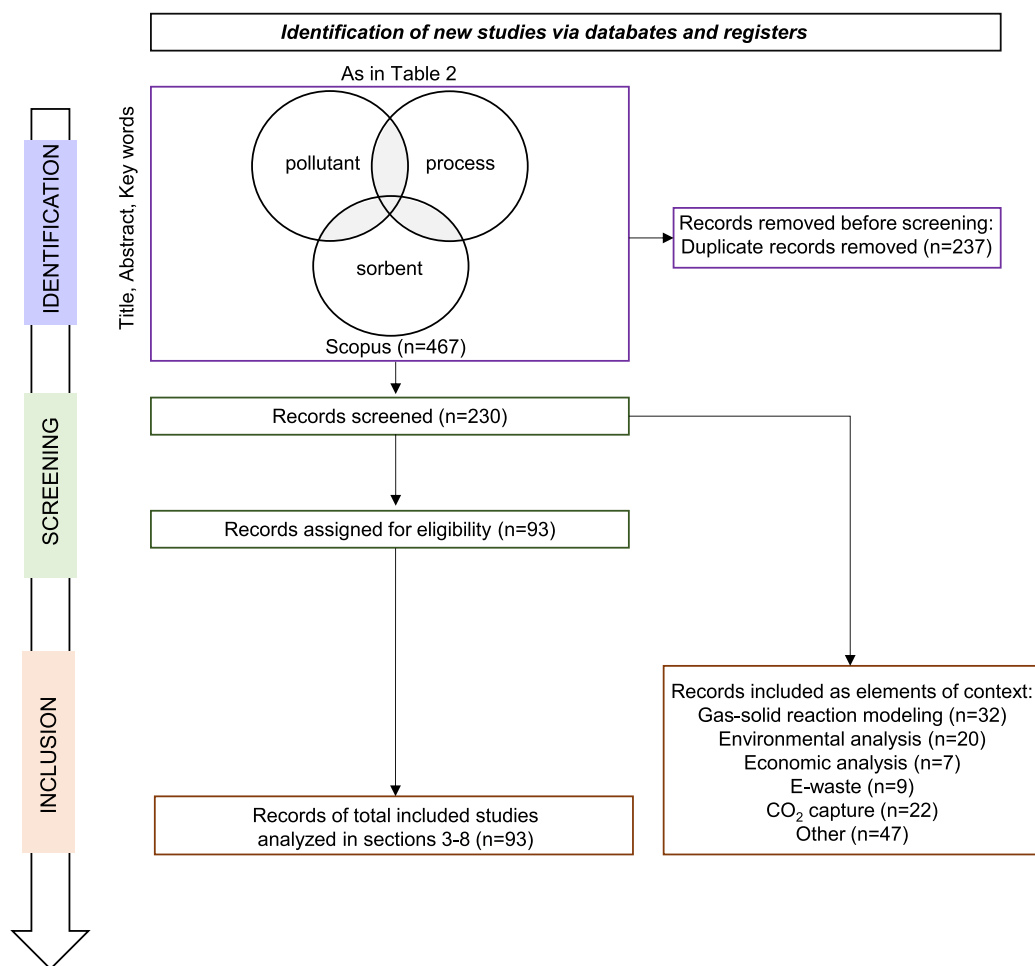 Identification of new studies via databates and registers
As in Table 2
IDENTIFICATION
Title, Abstract, Key words
pollutant
process
sorbent
Scopus (n=467)
Records removed before screening:
Duplicate records removed (n=237)
SCREENING
Records screened (n=230)
Records assigned for eligibility (n=93)
INCLUSION
Records of total included studies
analyzed in sections 3-8 (n=93)
Records included as elements of context:
Gas-solid reaction modeling (n=32)
Environmental analysis (n=20)
Economic analysis (n=7)
E-waste (n=9)
CO₂ capture (n=22)
Other (n=47)